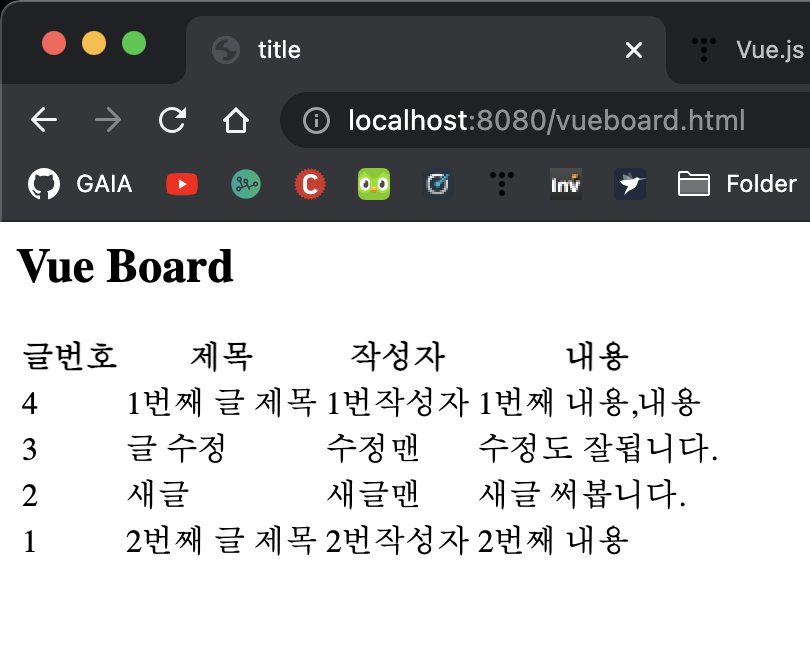 title
Vue.js
localhost:8080/vueboard.html
GAIA
C
Inv
Folder
Vue Board
글번호 제목 작성자 내용
4 1번째 글 제목 1번작성자 1번째 내용,내용
3 글 수정 수정맨 수정도 잘됩니다.
2 새글 새글맨 새글 써봅니다.
1 2번째 글 제목 2번작성자 2번째 내용